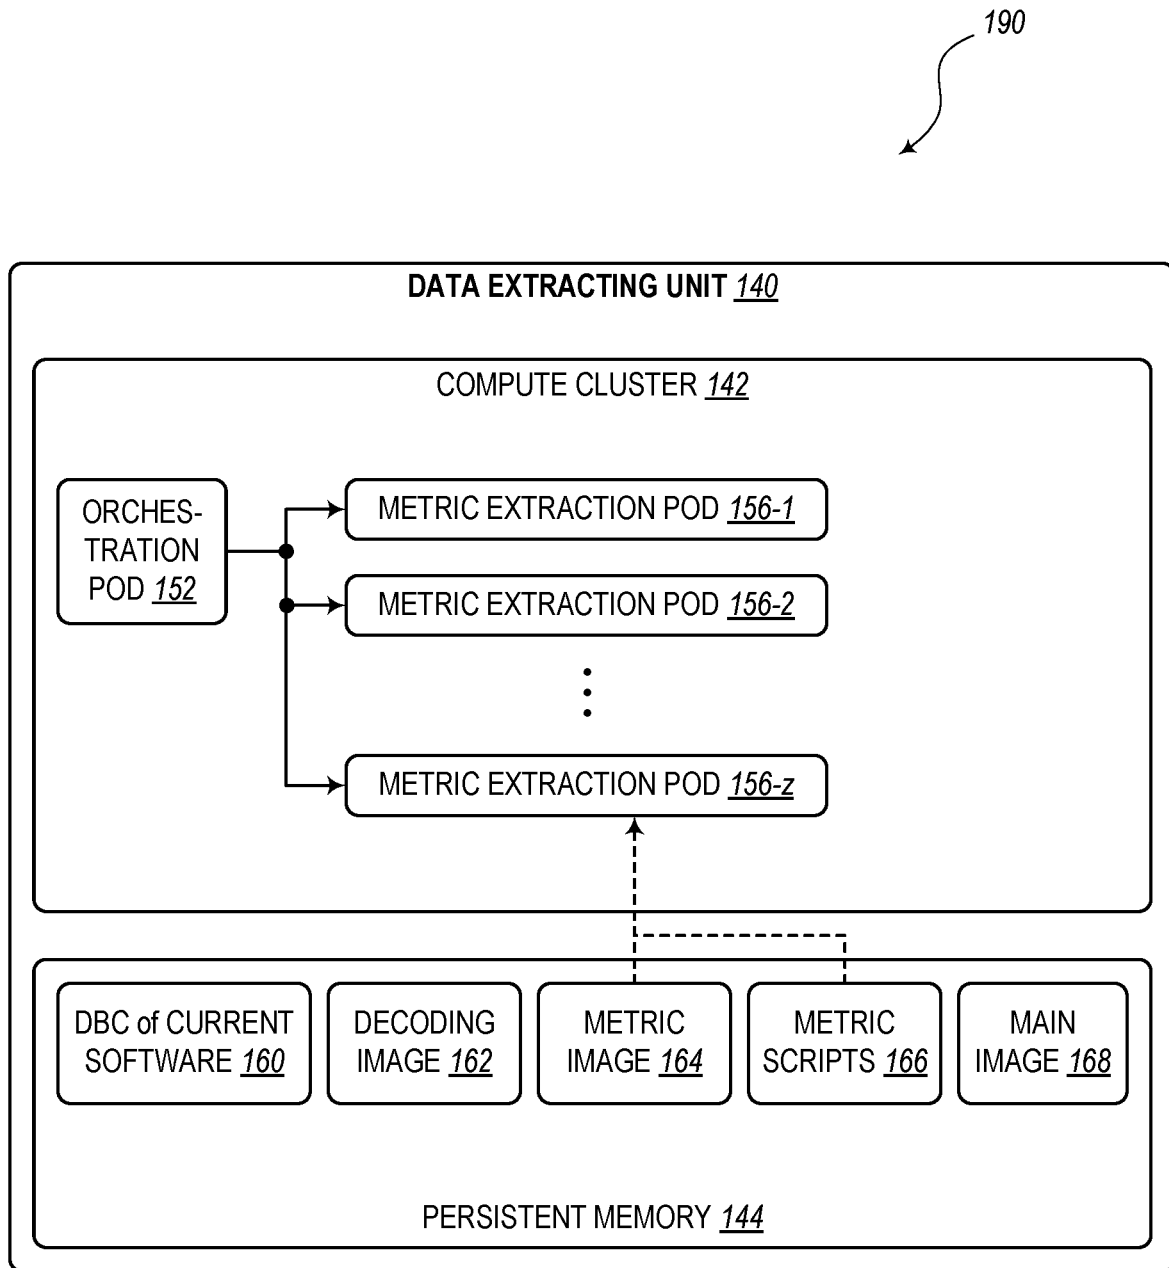 190
DATA EXTRACTING UNIT 140
COMPUTE CLUSTER 142
ORCHES-
TRATION
POD 152
METRIC EXTRACTION POD 156-1
METRIC EXTRACTION POD 156-2
METRIC EXTRACTION POD 156-z
DBC of CURRENT
SOFTWARE 160
DECODING
IMAGE 162
METRIC
IMAGE 164
METRIC
SCRIPTS 166
MAIN
IMAGE 168
PERSISTENT MEMORY 144